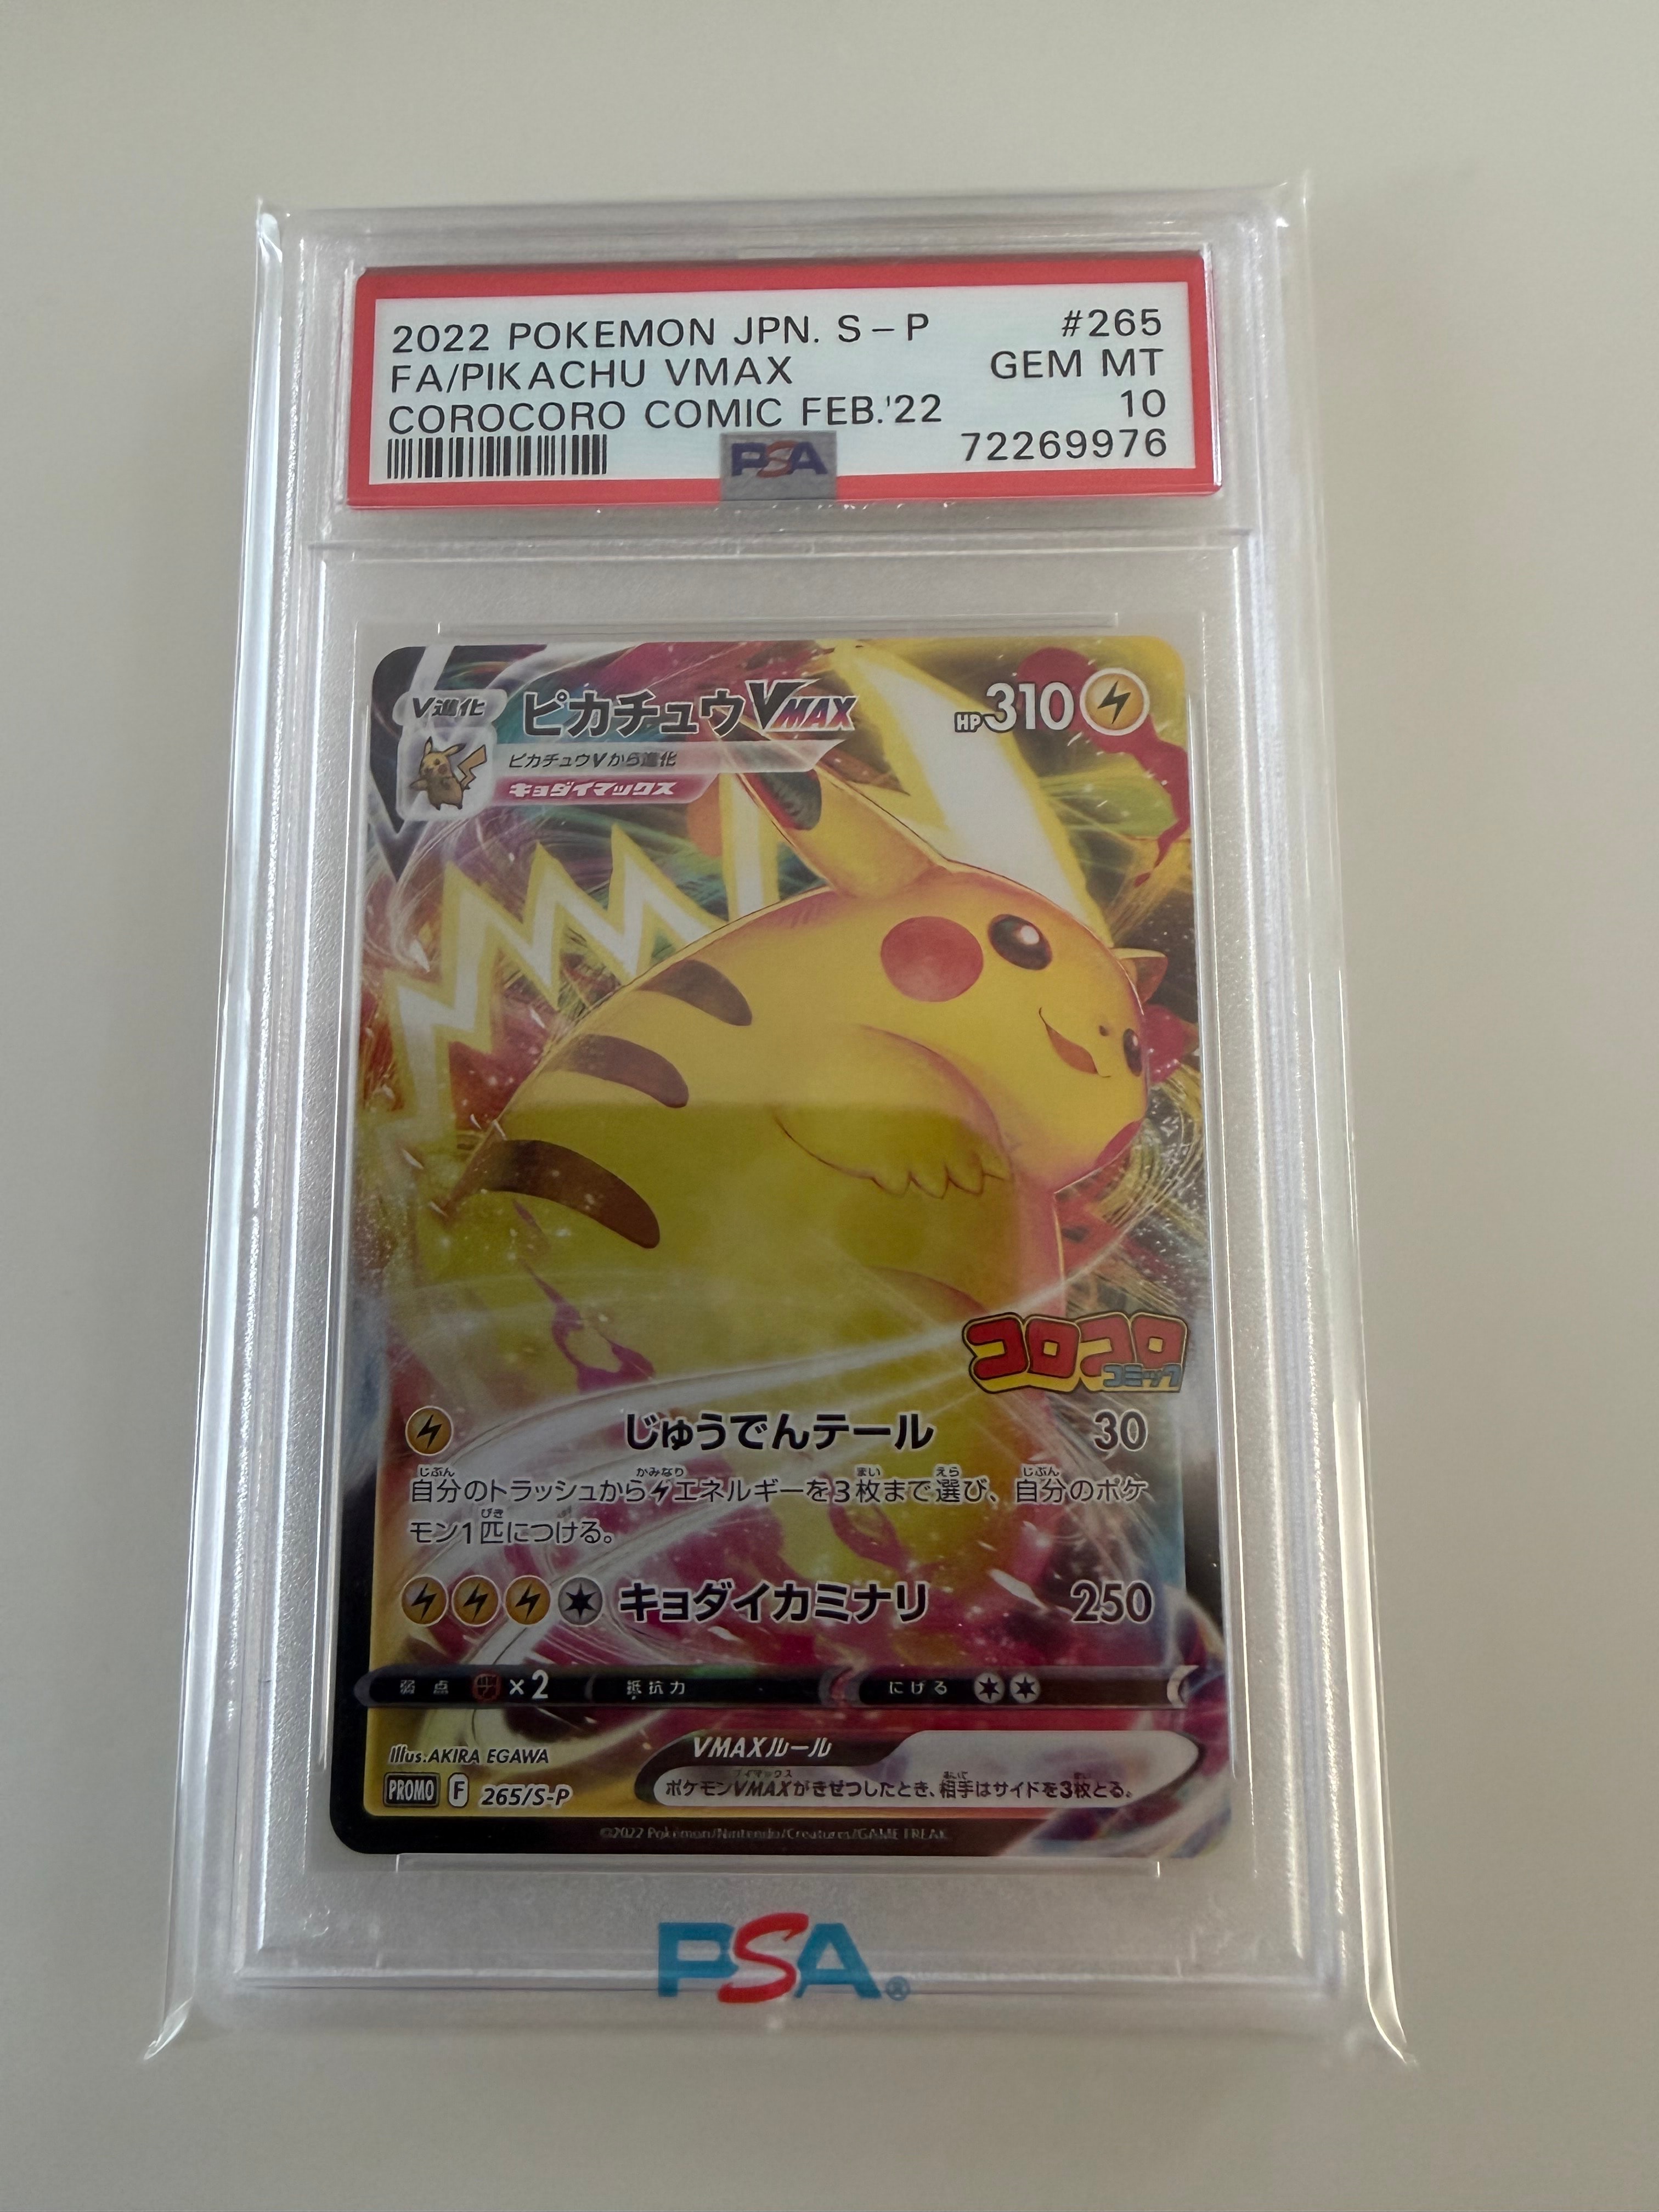 2022 POKEMON JPN. S-P #265
FA/PIKACHU VMAX GEM MT
COROCORO COMIC FEB.'22 10
PSA 72269976
V進化 ピカチュウVMAX HP310
ピカチュウVから進化
キョダイマックス
コロコロ
コミック
じゅうでんテール 30
自分のトラッシュからエネルギーを3枚まで選び、自分のポケ
モン1匹につける。
キョダイカミナリ 250
弱点 ×2 抵抗力 にげる
Illus.AKIRA EGAWA VMAXルール
PROMO F 265/S-P ポケモンVMAXがきぜつしたとき、相手はサイドを3枚とる。
©2022 Pokémon/Nintendo/Creatures/GAME FREAK
PSA®